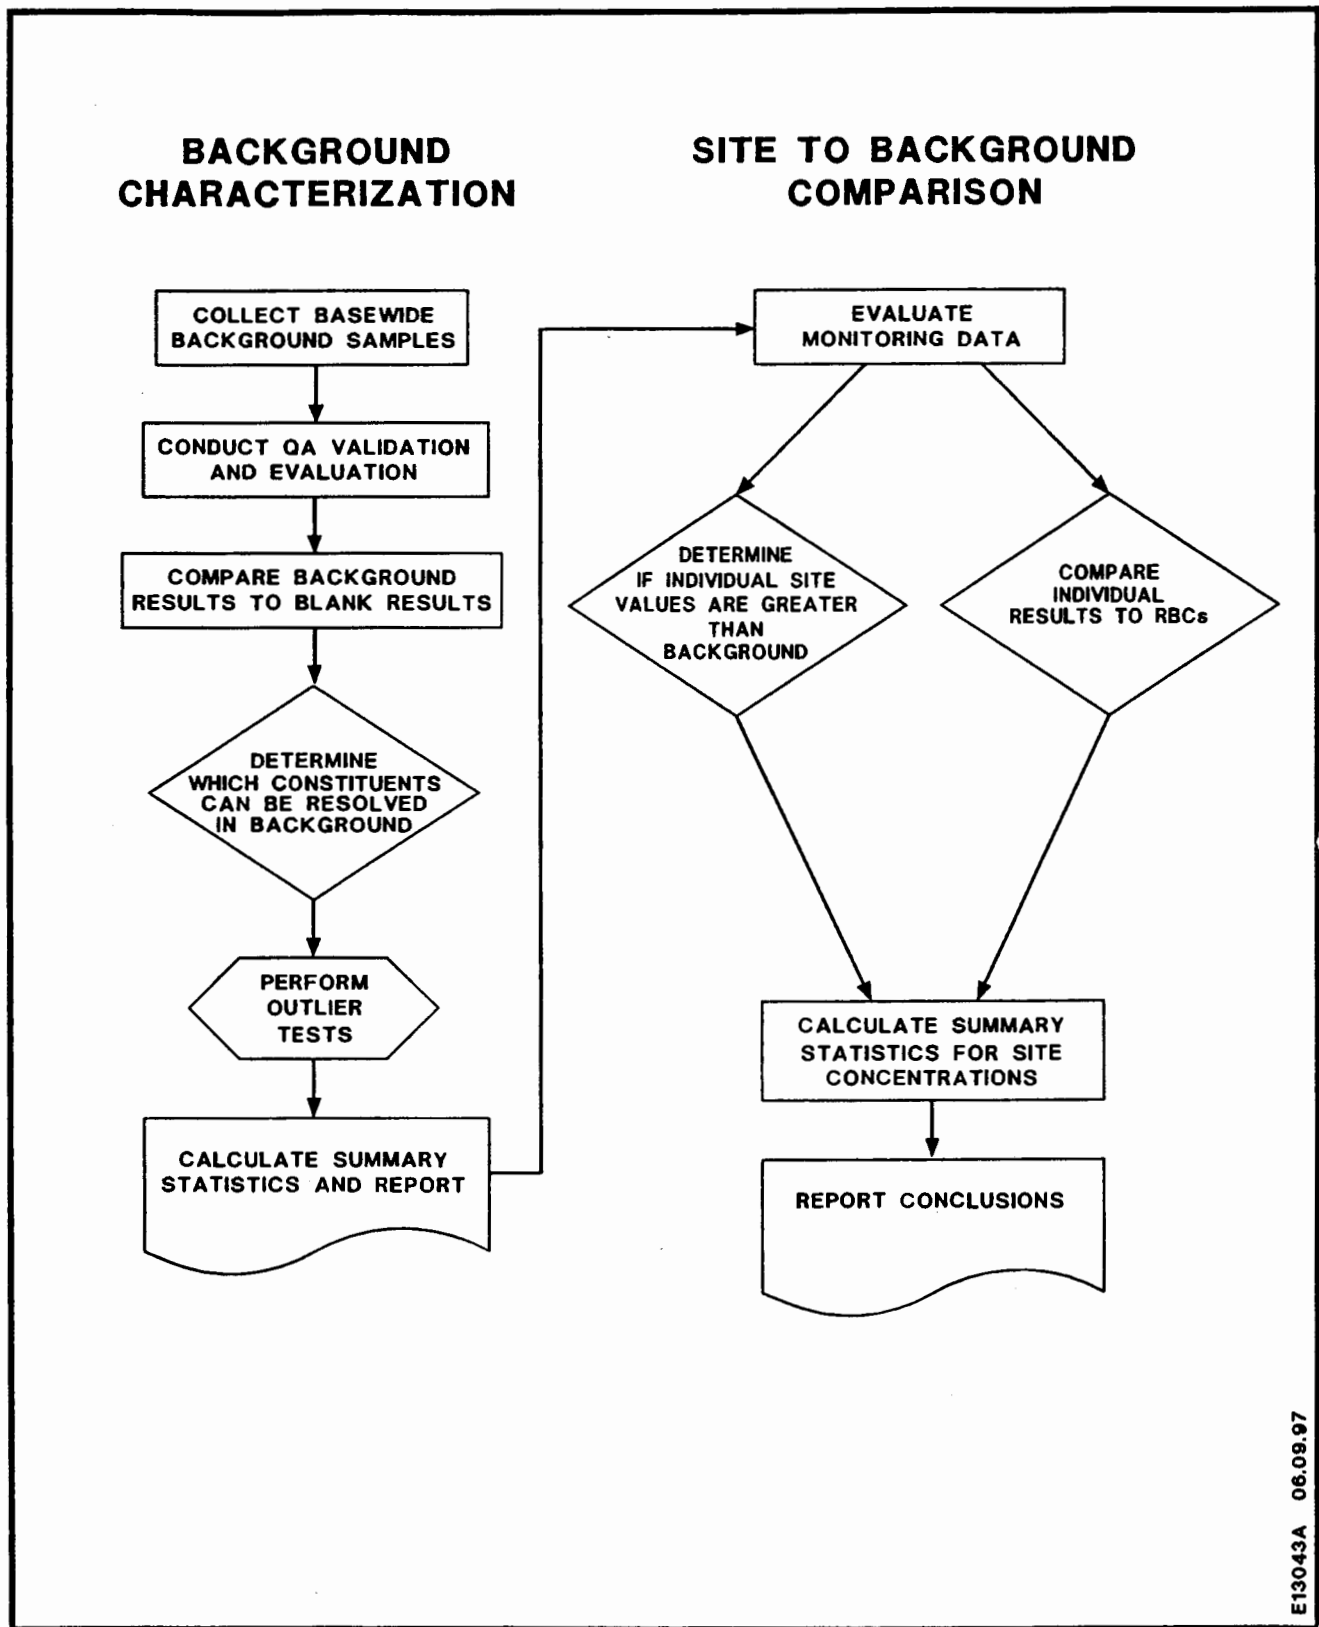 BACKGROUND
CHARACTERIZATION
COLLECT BASEWIDE
BACKGROUND SAMPLES
CONDUCT QA VALIDATION
AND EVALUATION
COMPARE BACKGROUND
RESULTS TO BLANK RESULTS
DETERMINE
WHICH CONSTITUENTS
CAN BE RESOLVED
IN BACKGROUND
PERFORM
OUTLIER
TESTS
CALCULATE SUMMARY
STATISTICS AND REPORT
SITE TO BACKGROUND
COMPARISON
EVALUATE
MONITORING DATA
DETERMINE
IF INDIVIDUAL SITE
VALUES ARE GREATER
THAN
BACKGROUND
COMPARE
INDIVIDUAL
RESULTS TO RBCs
CALCULATE SUMMARY
STATISTICS FOR SITE
CONCENTRATIONS
REPORT CONCLUSIONS
E13043A 06.09.97